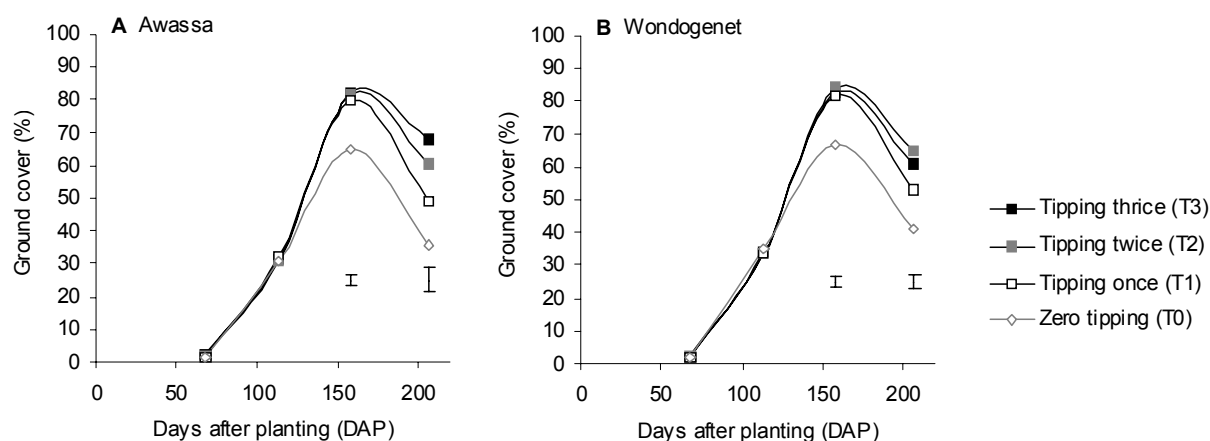 A Awassa
100
90
80
70
60
50
40
30
20
10
0
Ground cover (%)
0 50 100 150 200
Days after planting (DAP)
B Wondogenet
100
90
80
70
60
50
40
30
20
10
0
Ground cover (%)
0 50 100 150 200
Days after planting (DAP)
Tipping thrice (T3)
Tipping twice (T2)
Tipping once (T1)
Zero tipping (T0)